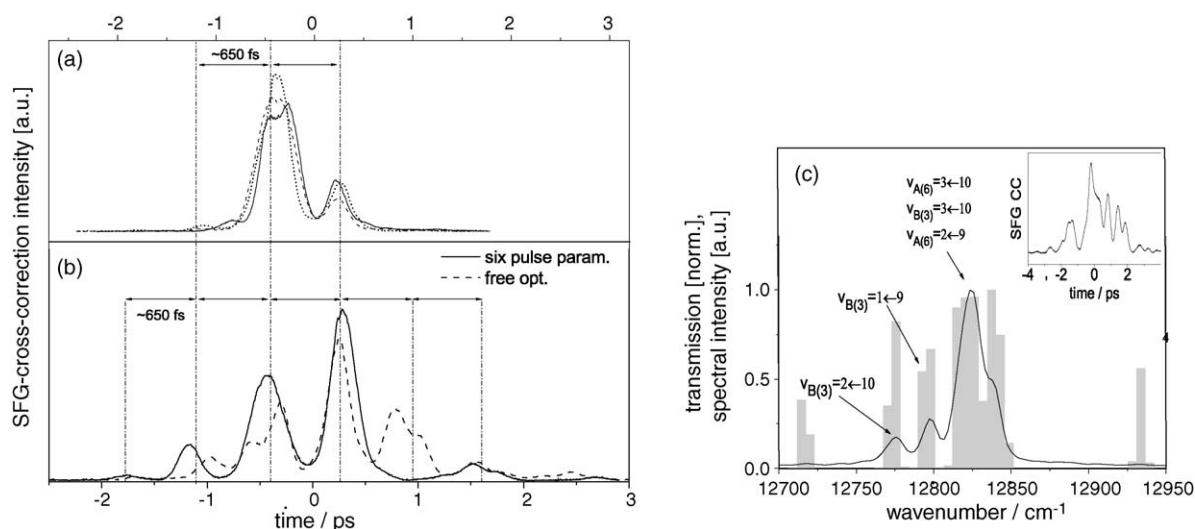 -2 -1 0 1 2 3
(a)
~650 fs
(b)
six pulse param.
free opt.
~650 fs
-2 -1 0 1 2 3
time / ps
SFG-cross-correction intensity [a.u.]
(c)
transmission [norm.],
spectral intensity [a.u.]
1.0
0.5
0.0
vA(6)=3←10
vB(3)=3←10
vA(6)=2←9
vB(3)=1←9
vB(3)=2←10
SFG CC
-4 -2 0 2
time / ps
4
12700 12750 12800 12850 12900 12950
wavenumber / cm-1